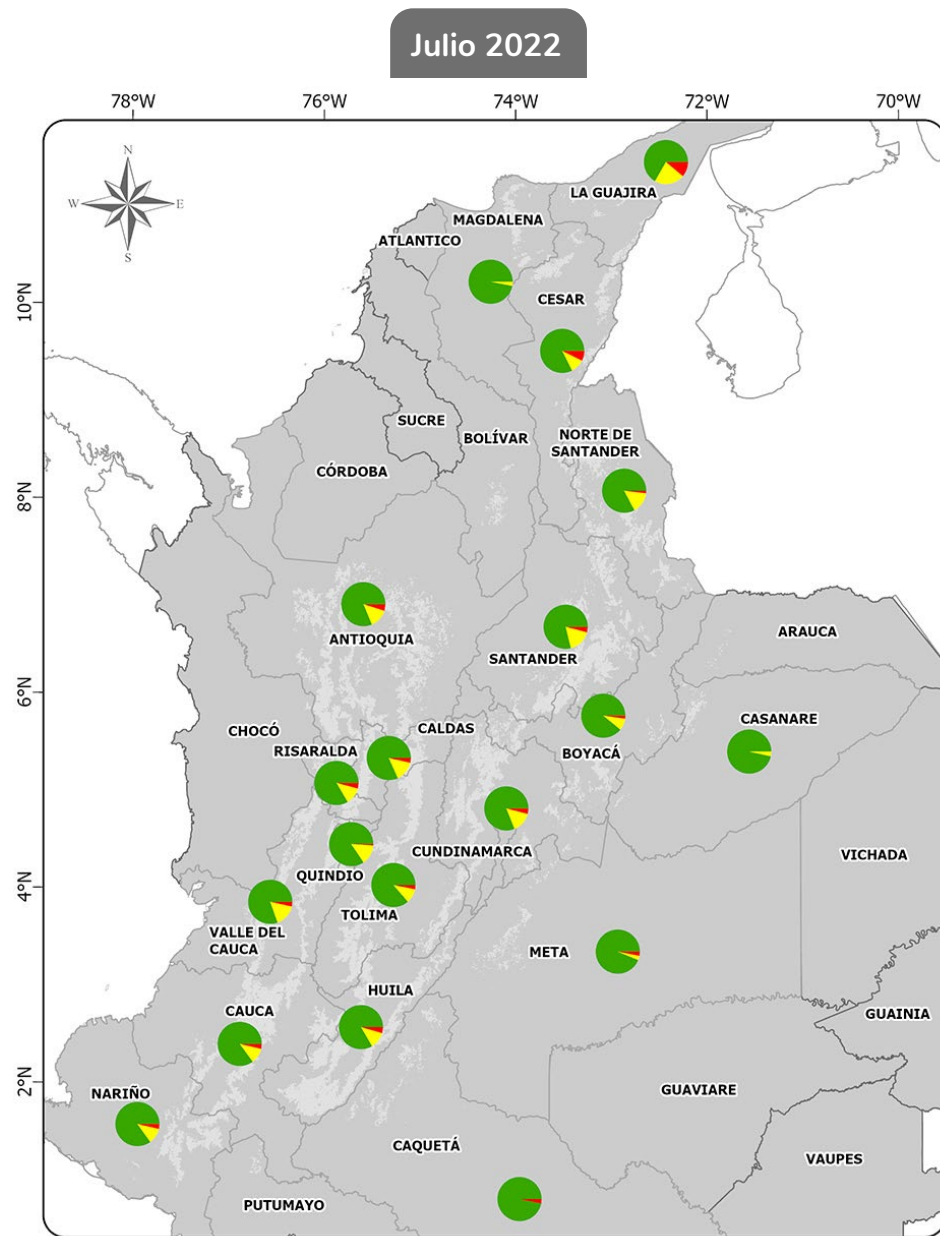 Julio 2022
78°W
76°W
74°W
72°W
70°W
N
W
E
S
LA GUAJIRA
MAGDALENA
ATLANTICO
CESAR
10°N
SUCRE
BOLÍVAR
NORTE DE
SANTANDER
CÓRDOBA
8°N
ANTIOQUIA
ARAUCA
SANTANDER
6°N
CHOCÓ
CALDAS
CASANARE
RISARALDA
BOYACÁ
CUNDINAMARCA
VICHADA
QUINDIO
4°N
TOLIMA
VALLE DEL
CAUCA
META
HUILA
CAUCA
GUAINIA
2°N
NARIÑO
GUAVIARE
CAQUETÁ
VAUPES
PUTUMAYO